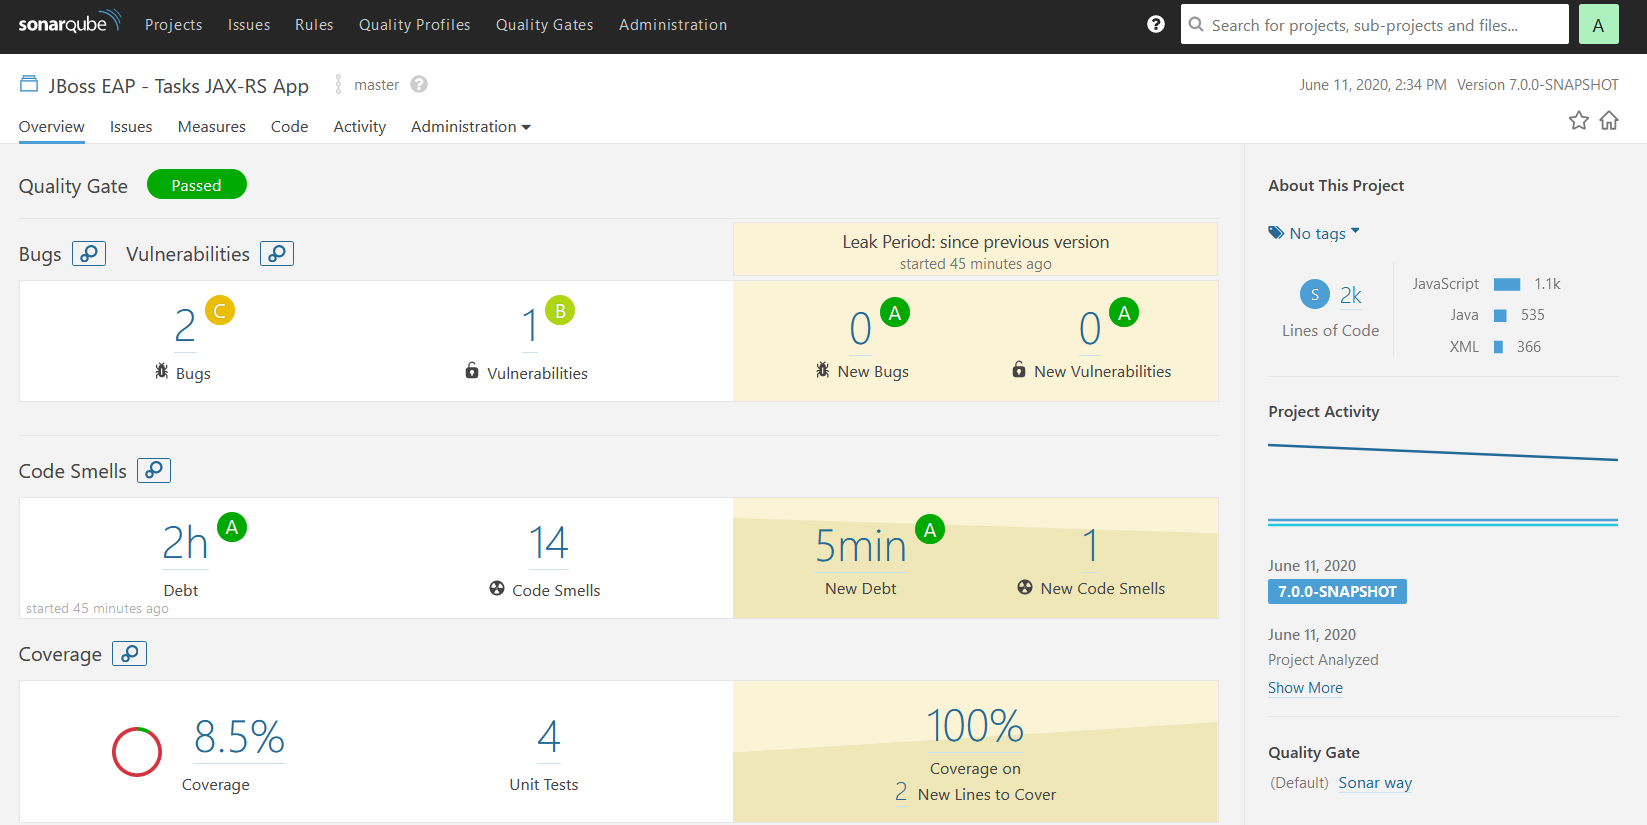 sonarqube Projects Issues Rules Quality Profiles Quality Gates Administration ? Search for projects, sub-projects and files... A
JBoss EAP - Tasks JAX-RS App master ? June 11, 2020, 2:34 PM Version 7.0.0-SNAPSHOT
Overview Issues Measures Code Activity Administration
Quality Gate Passed
Bugs Vulnerabilities
Leak Period: since previous version
started 45 minutes ago
2 C 1 B 0 A 0 A
Bugs Vulnerabilities New Bugs New Vulnerabilities
Code Smells
2h A 14 5min A 1
Debt Code Smells New Debt New Code Smells
started 45 minutes ago
Coverage
8.5% 4 100%
Coverage Unit Tests Coverage on
2 New Lines to Cover
About This Project
No tags
S 2k
Lines of Code
JavaScript 1.1k
Java 535
XML 366
Project Activity
June 11, 2020
7.0.0-SNAPSHOT
June 11, 2020
Project Analyzed
Show More
Quality Gate
(Default) Sonar way